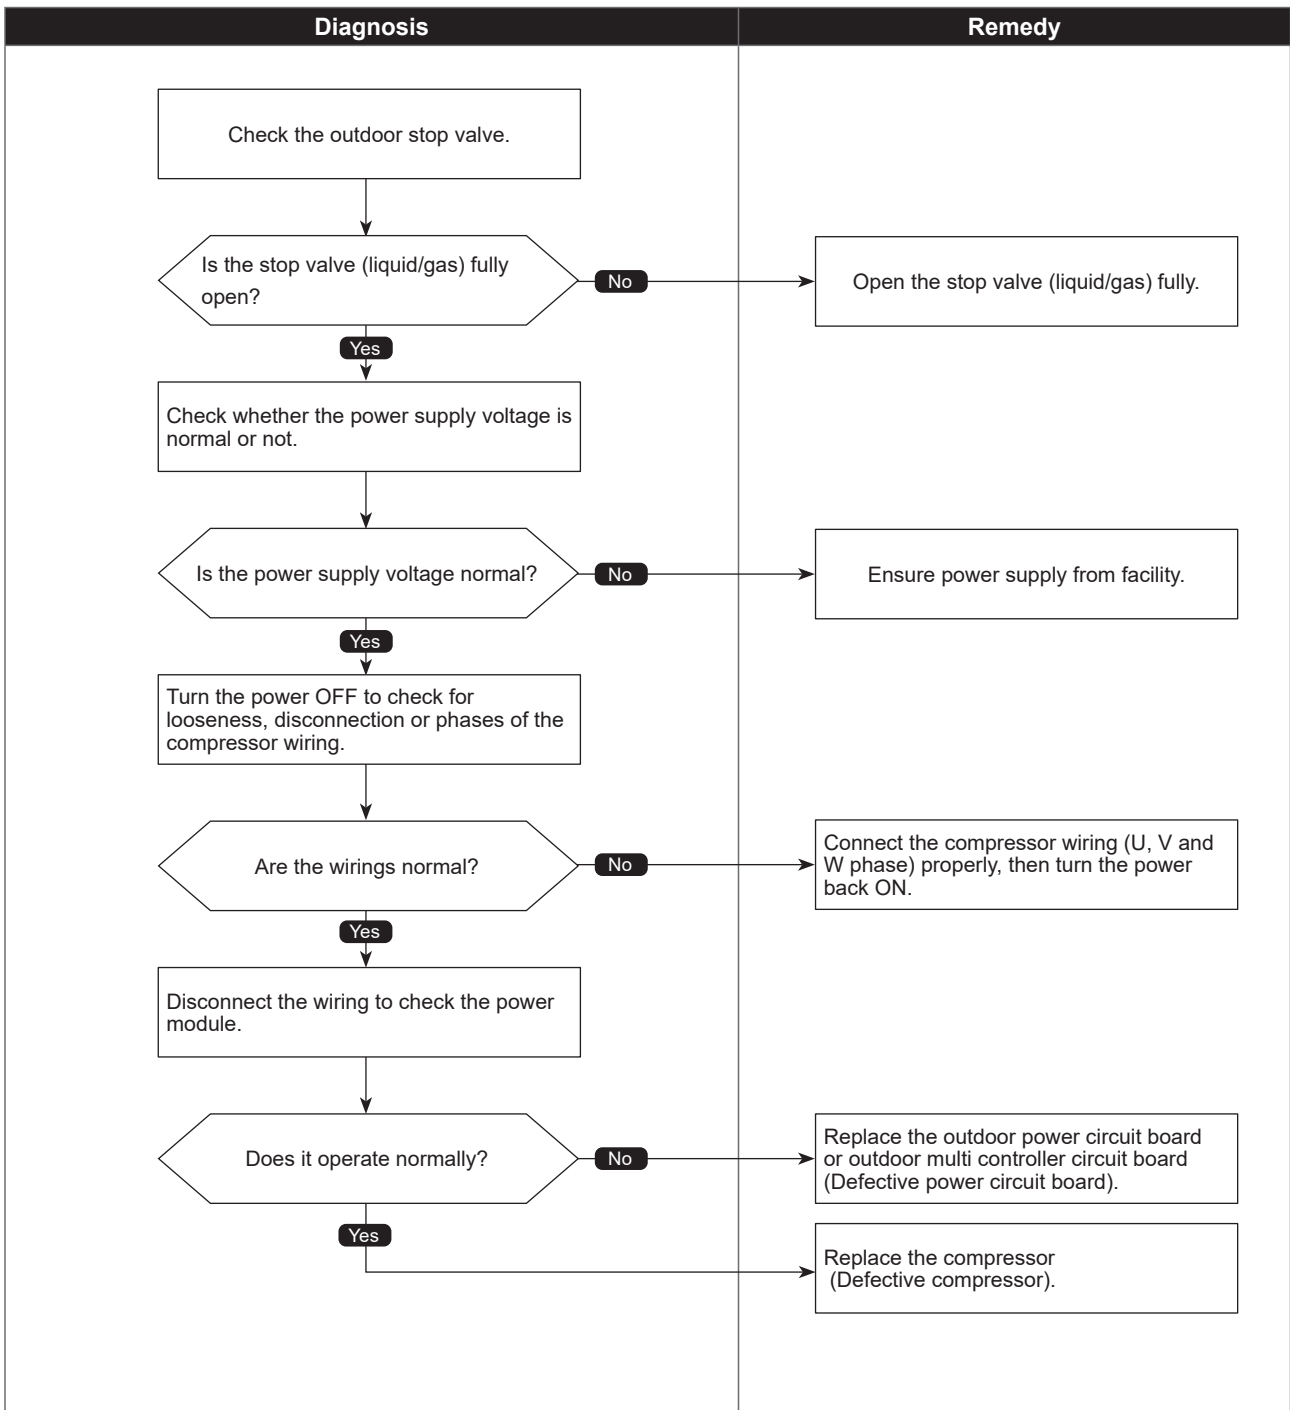 Diagnosis
Remedy
Check the outdoor stop valve.
Is the stop valve (liquid/gas) fully
open?
No
Open the stop valve (liquid/gas) fully.
Yes
Check whether the power supply voltage is
normal or not.
Is the power supply voltage normal?
No
Ensure power supply from facility.
Yes
Turn the power OFF to check for
looseness, disconnection or phases of the
compressor wiring.
Are the wirings normal?
No
Connect the compressor wiring (U, V and
W phase) properly, then turn the power
back ON.
Yes
Disconnect the wiring to check the power
module.
Does it operate normally?
No
Replace the outdoor power circuit board
or outdoor multi controller circuit board
(Defective power circuit board).
Yes
Replace the compressor
(Defective compressor).